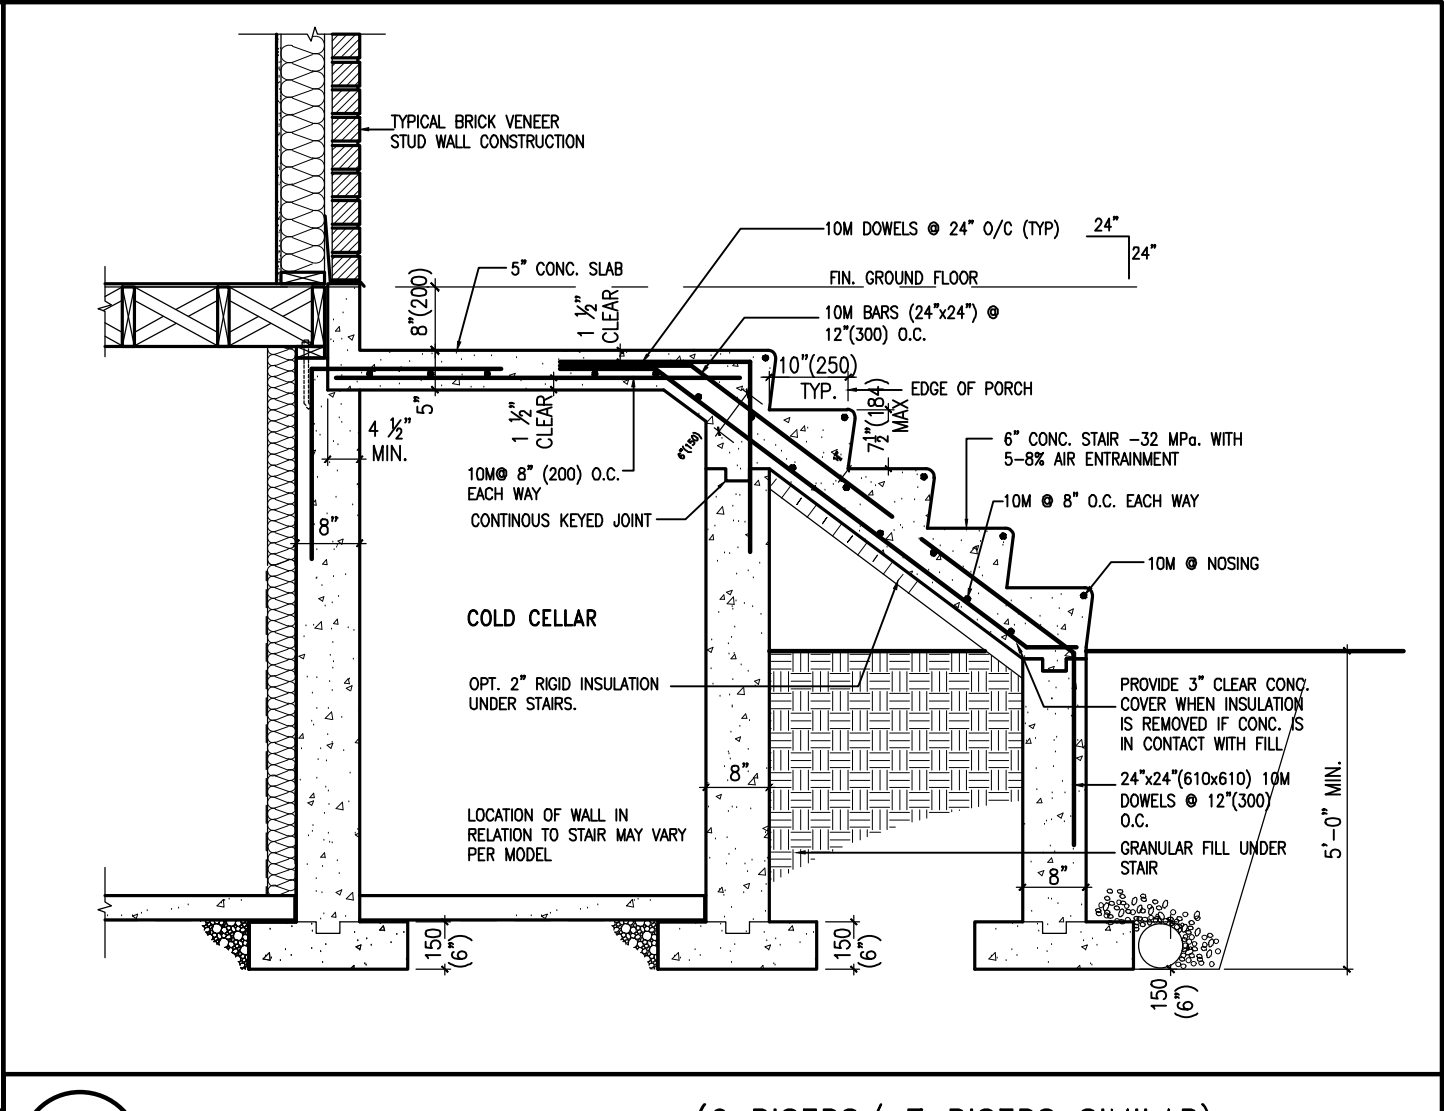 TYPICAL BRICK VENEER
STUD WALL CONSTRUCTION
10M DOWELS @ 24" O/C (TYP)
24"
24"
5" CONC. SLAB
FIN. GROUND FLOOR
8"(200)
1 ½"
CLEAR
10M BARS (24"x24") @
12"(300) O.C.
10"(250)
TYP.
EDGE OF PORCH
7½"(184)
MAX
5"
4 ½"
MIN.
1 ½"
CLEAR
6"(150)
6" CONC. STAIR -32 MPa. WITH
5-8% AIR ENTRAINMENT
10M@ 8" (200) O.C.
EACH WAY
CONTINOUS KEYED JOINT
10M @ 8" O.C. EACH WAY
8"
10M @ NOSING
COLD CELLAR
OPT. 2" RIGID INSULATION
UNDER STAIRS.
PROVIDE 3" CLEAR CONC.
COVER WHEN INSULATION
IS REMOVED IF CONC. IS
IN CONTACT WITH FILL
8"
24"x24"(610x610) 10M
DOWELS @ 12"(300)
O.C.
5'-0" MIN.
LOCATION OF WALL IN
RELATION TO STAIR MAY VARY
PER MODEL
GRANULAR FILL UNDER
STAIR
8"
150
(6")
150
(6")
150
(6")